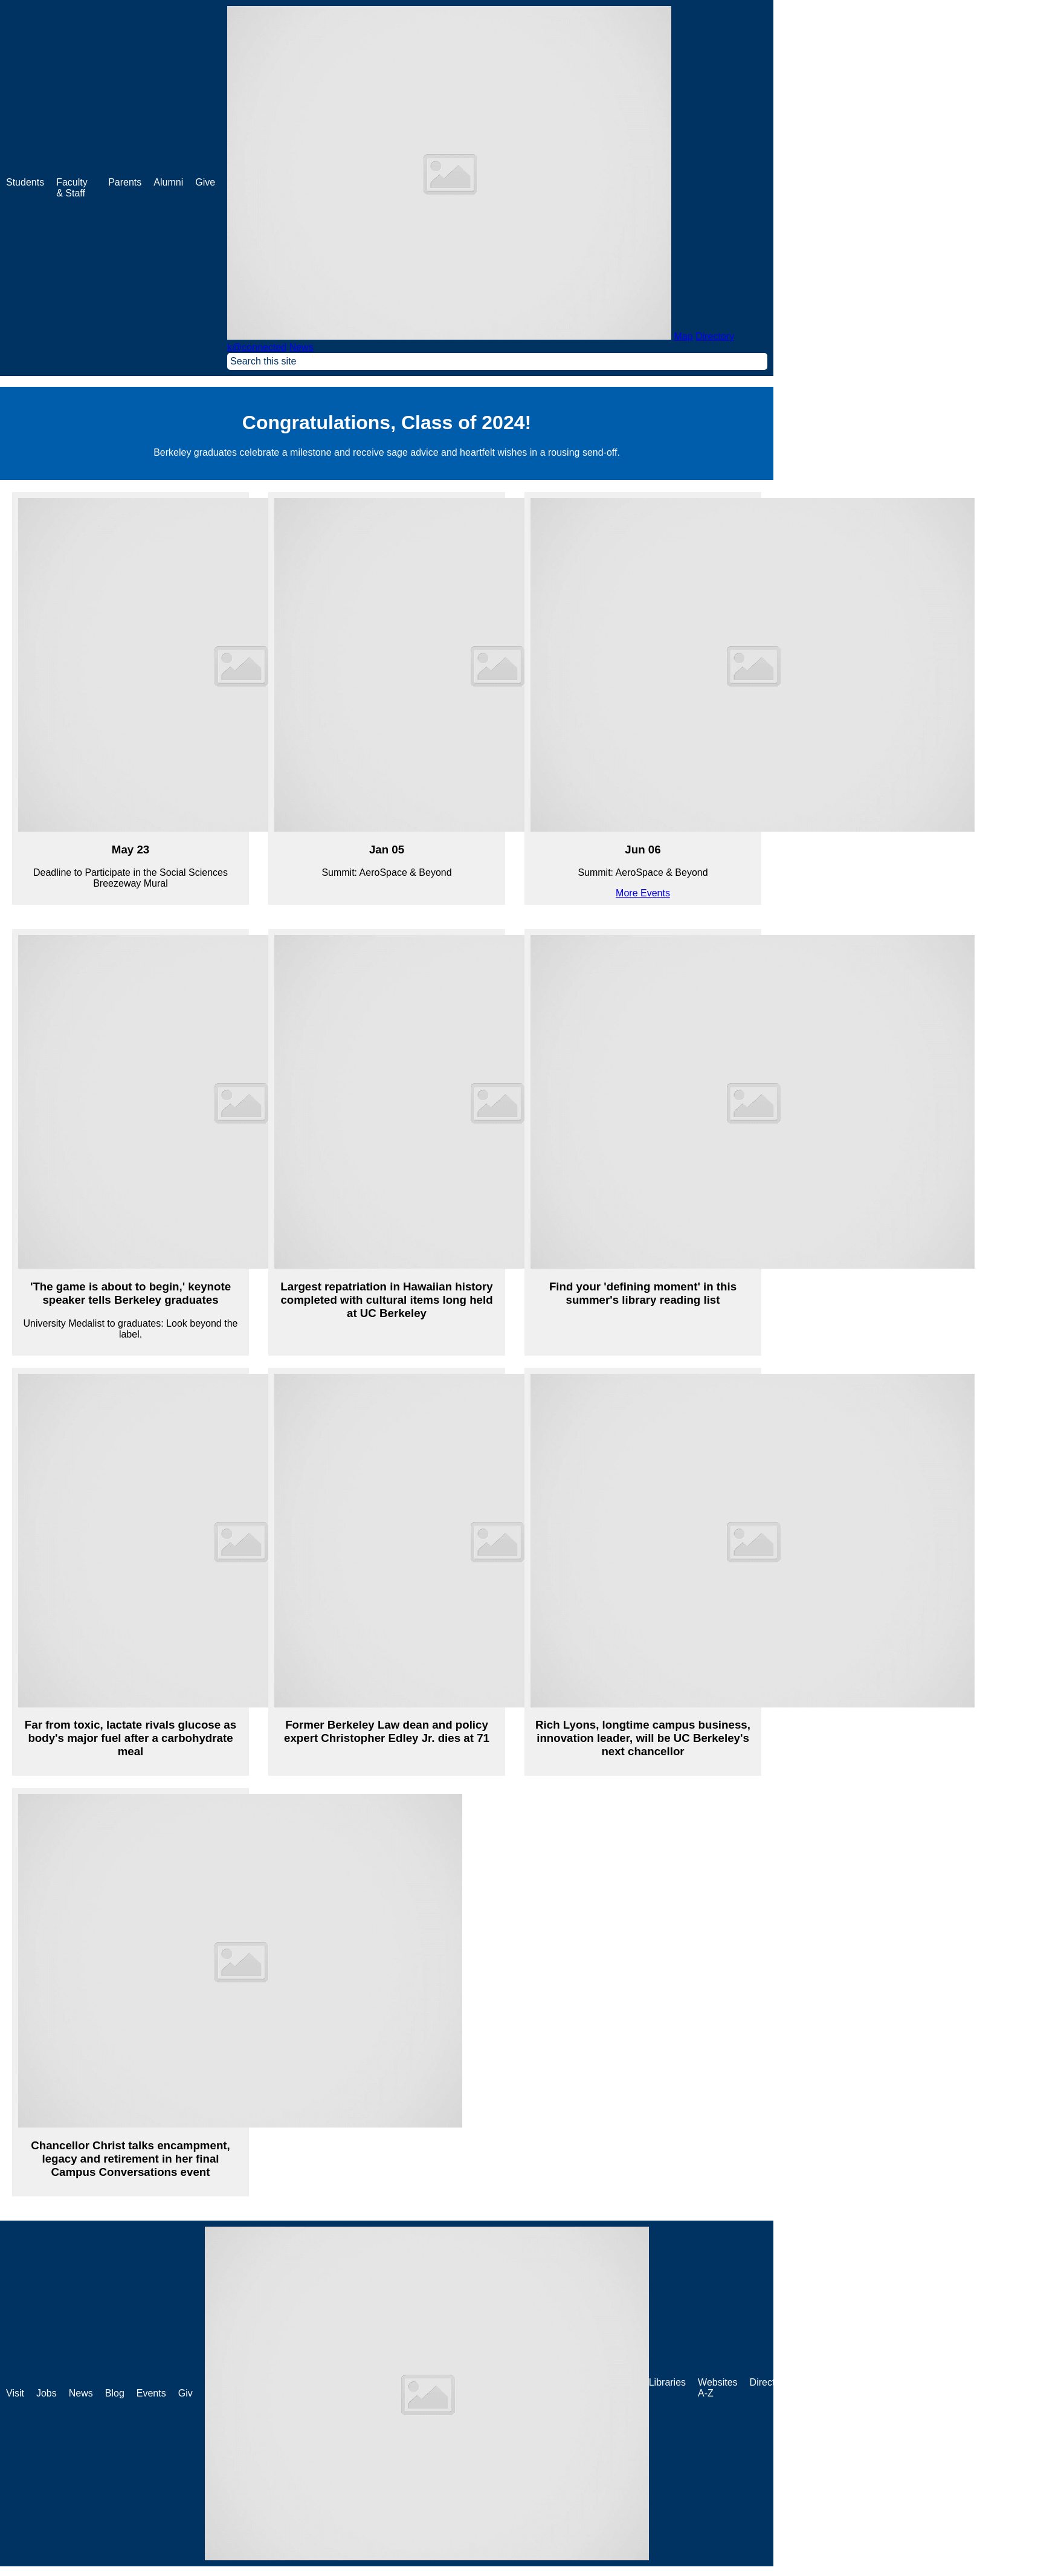 Students
Faculty
& Staff
Parents
Alumni
Give
Map Directory
Search this site
Congratulations, Class of 2024!
Berkeley graduates celebrate a milestone and receive sage advice and heartfelt wishes in a rousing send-off.
May 23
Deadline to Participate in the Social Sciences
Breezeway Mural
Jan 05
Summit: AeroSpace & Beyond
Jun 06
Summit: AeroSpace & Beyond
More Events
'The game is about to begin,' keynote
speaker tells Berkeley graduates
University Medalist to graduates: Look beyond the
label.
Largest repatriation in Hawaiian history
completed with cultural items long held
at UC Berkeley
Find your 'defining moment' in this
summer's library reading list
Far from toxic, lactate rivals glucose as
body's major fuel after a carbohydrate
meal
Former Berkeley Law dean and policy
expert Christopher Edley Jr. dies at 71
Rich Lyons, longtime campus business,
innovation leader, will be UC Berkeley's
next chancellor
Chancellor Christ talks encampment,
legacy and retirement in her final
Campus Conversations event
Visit
Jobs
News
Blog
Events
Giv
Libraries
Websites
A-Z
Direct